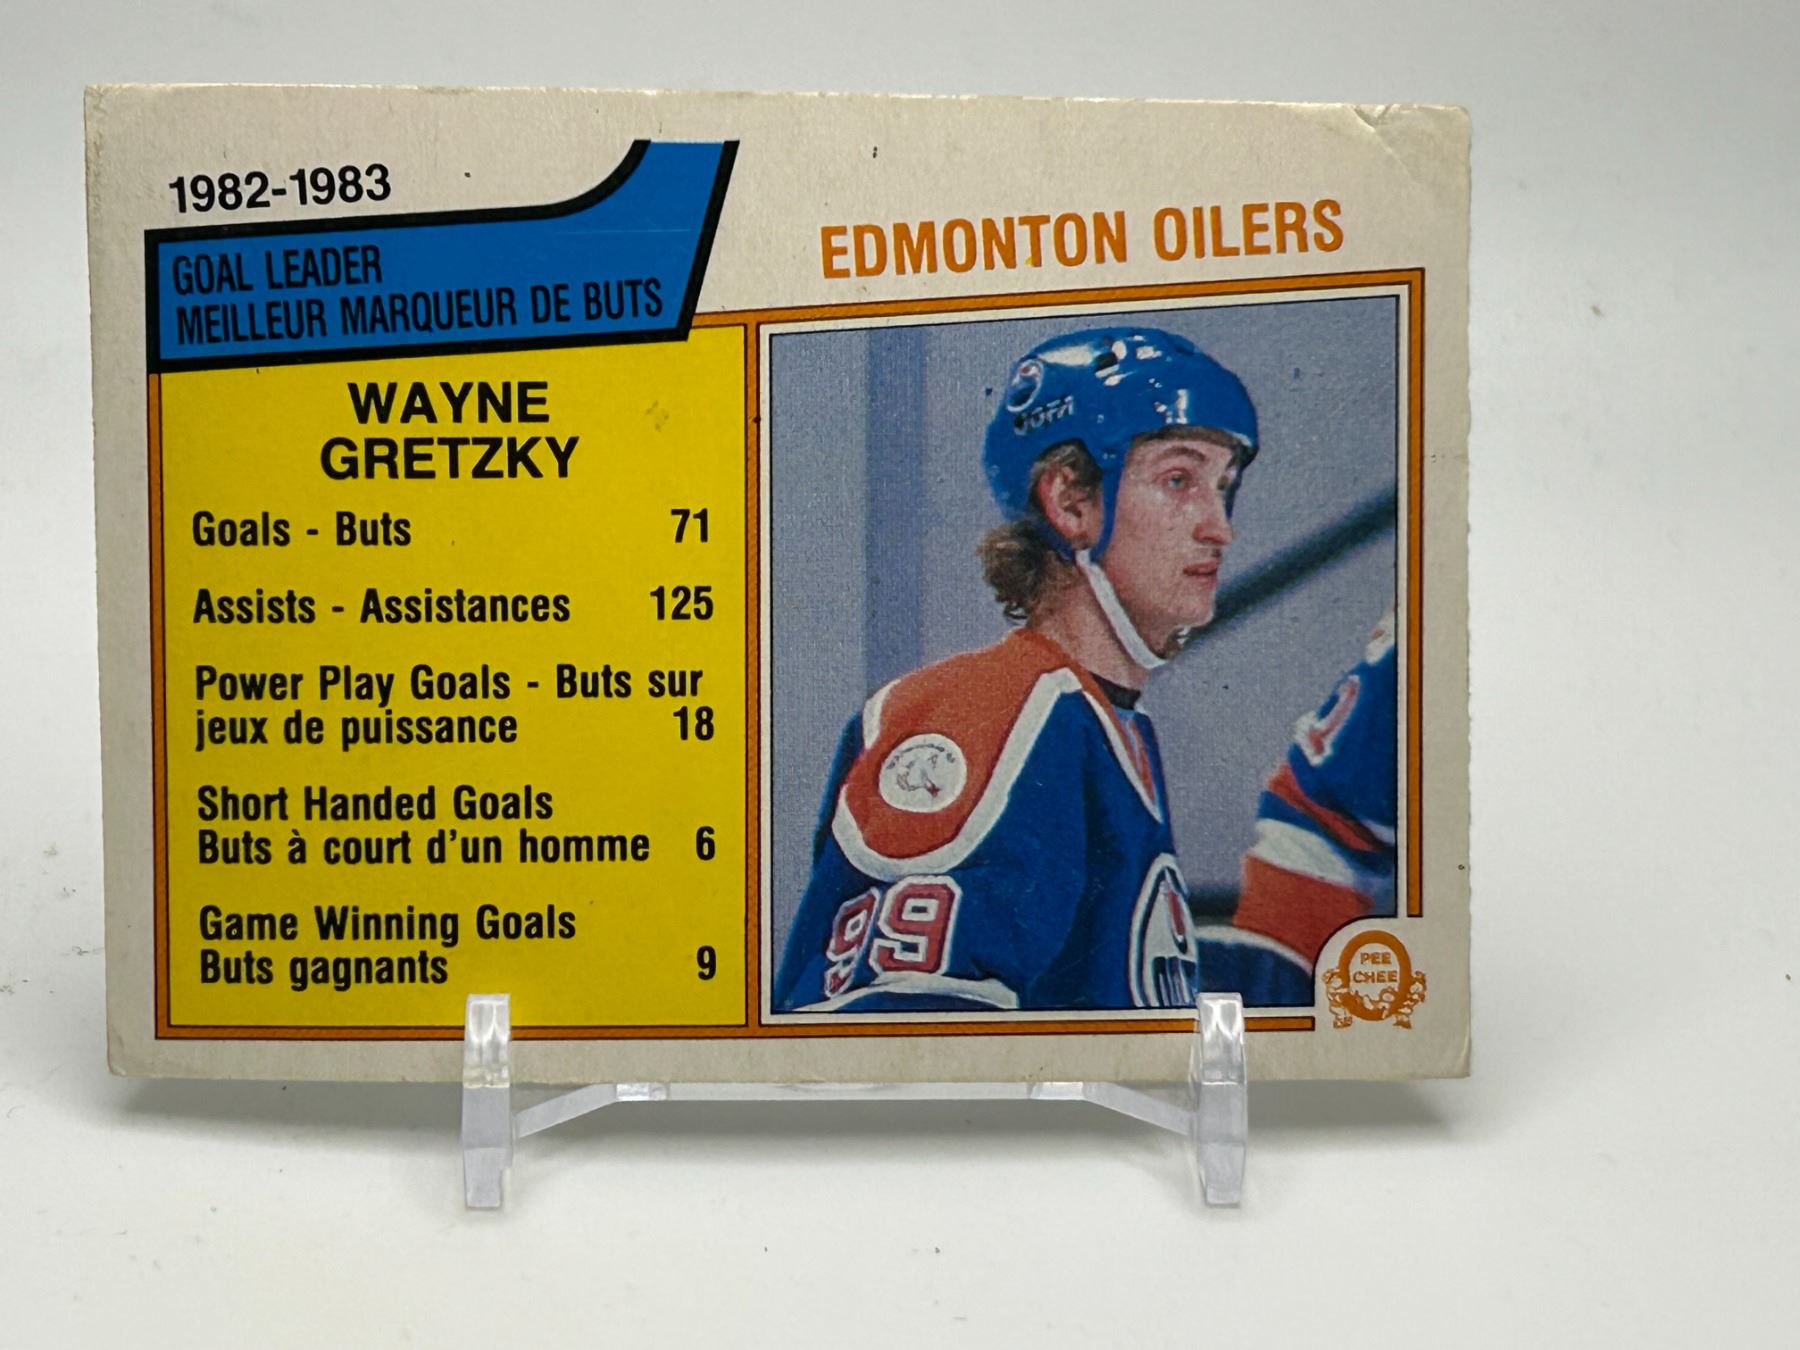 1982-1983
GOAL LEADER
MEILLEUR MARQUEUR DE BUTS
EDMONTON OILERS
WAYNE
GRETZKY
Goals - Buts 71
Assists - Assistances 125
Power Play Goals - Buts sur
jeux de puissance 18
Short Handed Goals
Buts à court d'un homme 6
Game Winning Goals
Buts gagnants 9
99
PEE
CHEE